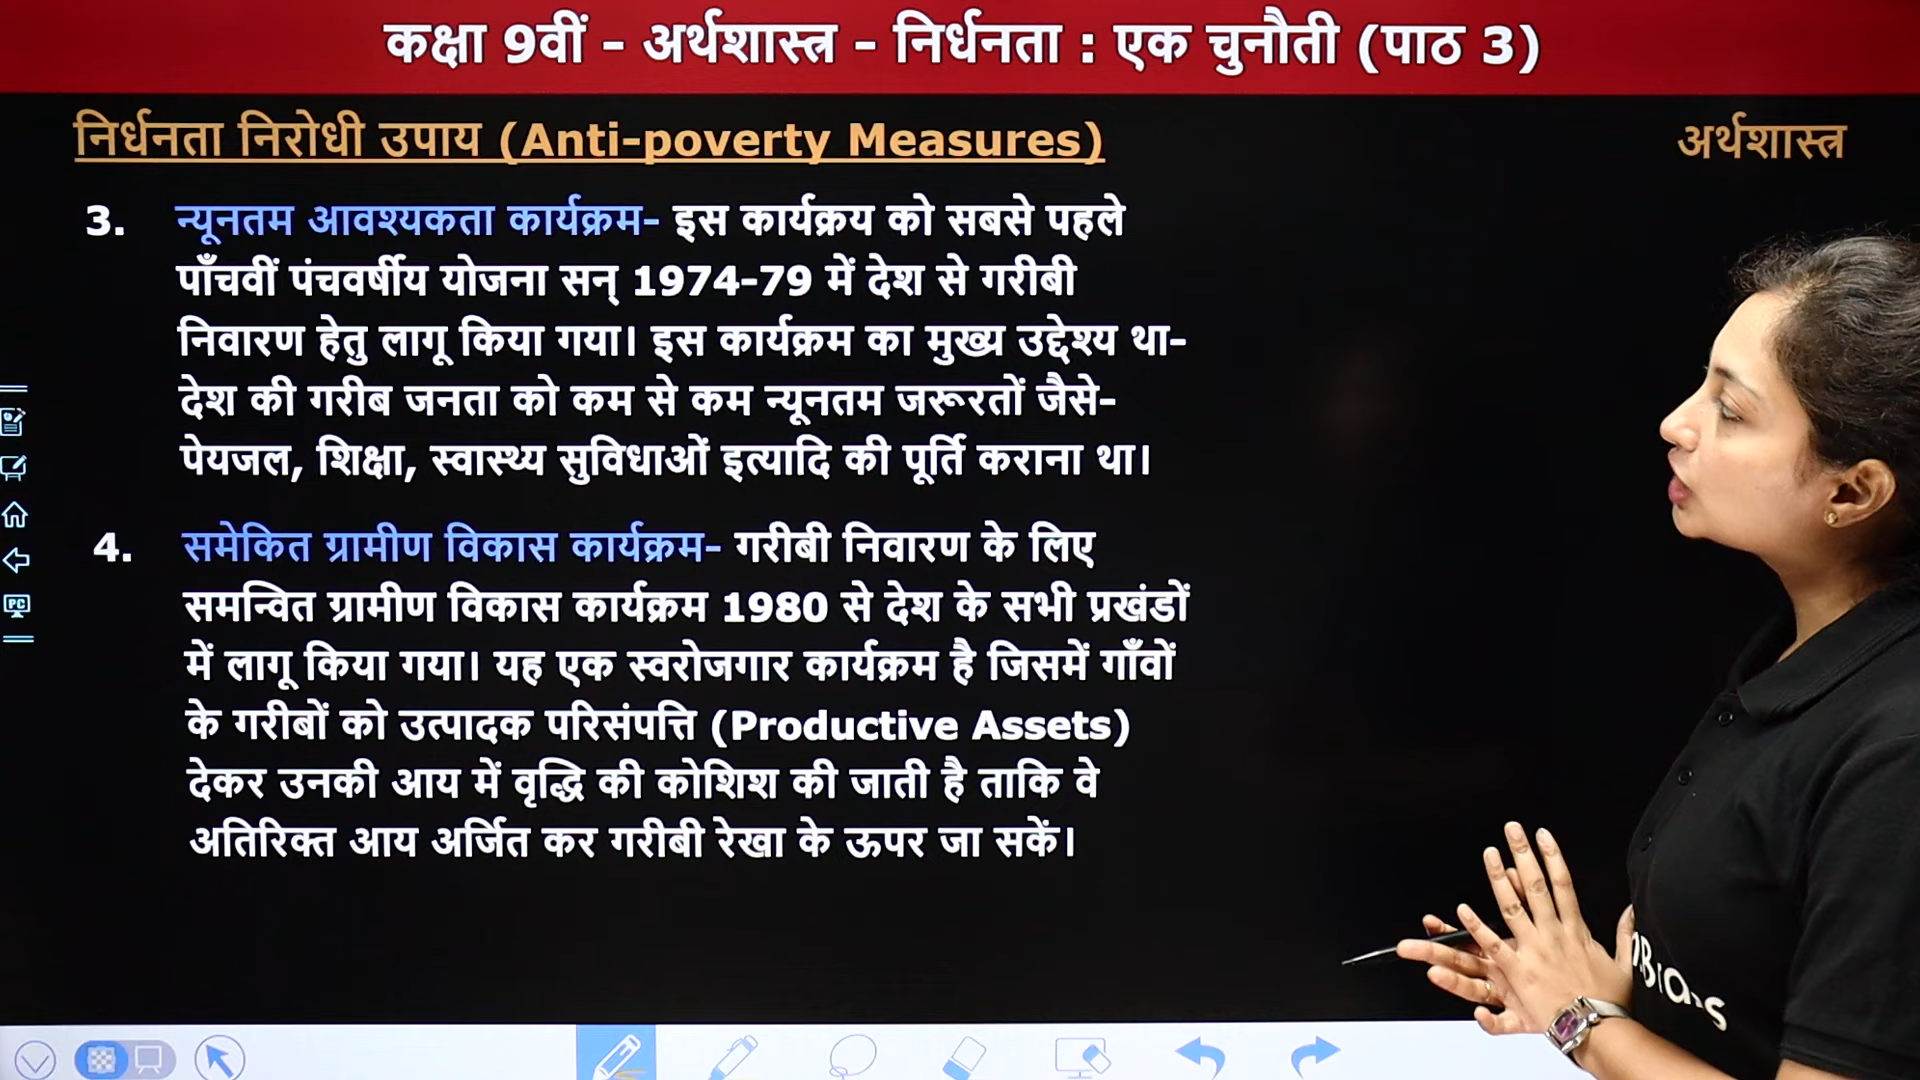 कक्षा 9वीं - अर्थशास्त्र - निर्धनता : एक चुनौती (पाठ 3)
निर्धनता निरोधी उपाय (Anti-poverty Measures)
अर्थशास्त्र
3. न्यूनतम आवश्यकता कार्यक्रम- इस कार्यक्रय को सबसे पहले
पाँचवीं पंचवर्षीय योजना सन् 1974-79 में देश से गरीबी
निवारण हेतु लागू किया गया। इस कार्यक्रम का मुख्य उद्देश्य था-
देश की गरीब जनता को कम से कम न्यूनतम जरूरतों जैसे-
पेयजल, शिक्षा, स्वास्थ्य सुविधाओं इत्यादि की पूर्ति कराना था।
4. समेकित ग्रामीण विकास कार्यक्रम- गरीबी निवारण के लिए
समन्वित ग्रामीण विकास कार्यक्रम 1980 से देश के सभी प्रखंडों
में लागू किया गया। यह एक स्वरोजगार कार्यक्रम है जिसमें गाँवों
के गरीबों को उत्पादक परिसंपत्ति (Productive Assets)
देकर उनकी आय में वृद्धि की कोशिश की जाती है ताकि वे
अतिरिक्त आय अर्जित कर गरीबी रेखा के ऊपर जा सकें।
PC